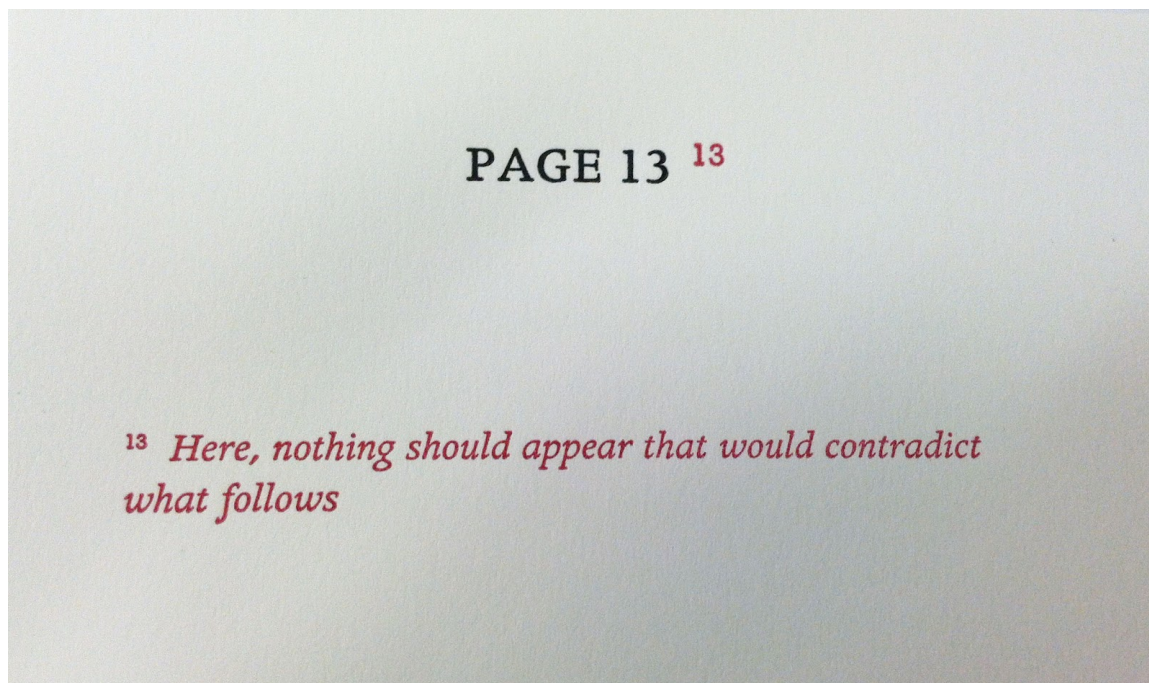 PAGE 13 13
13 Here, nothing should appear that would contradict
what follows